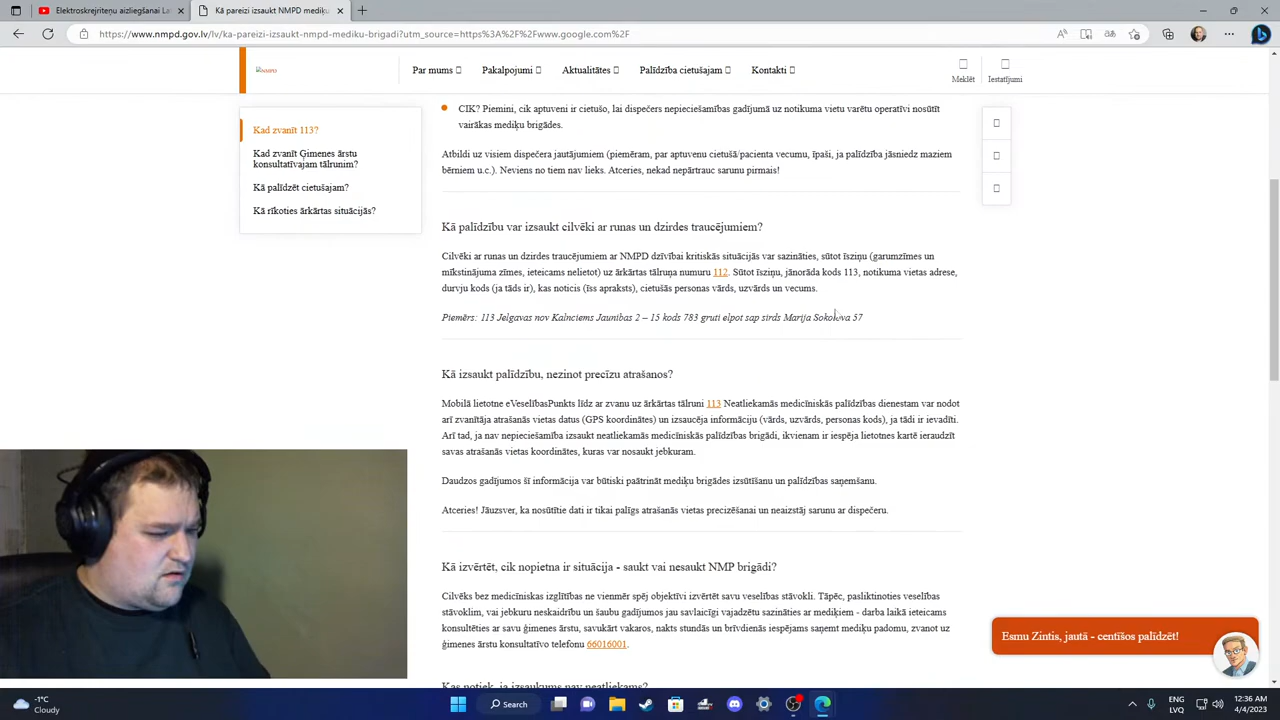 Elektroskrejriteņu Lietošanas
Kā pareizi izsaukt NMPD mediķ
https://www.nmpd.gov.lv/lv/ka-pareizi-izsaukt-nmpd-mediku-brigadi?utm_source=https%3A%2F%2Fwww.google.com%2F
Par mums
Pakalpojumi
Aktualitātes
Palīdzība cietušajam
Kontakti
Meklēt
Iestatījumi
Kad zvanīt 113?
Kad zvanīt Ģimenes ārstu
konsultatīvajam tālrunim?
Kā palīdzēt cietušajam?
Kā rīkoties ārkārtas situācijās?
CIK? Piemini, cik aptuveni ir cietušo, lai dispečers nepieciešamības gadījumā uz notikuma vietu varētu operatīvi nosūtīt
vairākas mediķu brigādes.
Atbildi uz visiem dispečera jautājumiem (piemēram, par aptuvenu cietušā/pacienta vecumu, īpaši, ja palīdzība jāsniedz maziem
bērniem u.c.). Neviens no tiem nav lieks. Atceries, nekad nepārtrauc sarunu pirmais!
Kā palīdzību var izsaukt cilvēki ar runas un dzirdes traucējumiem?
Cilvēki ar runas un dzirdes traucējumiem ar NMPD dzīvībai kritiskās situācijās var sazināties, sūtot īsziņu (garumzīmes un
mīkstinājuma zīmes, ieteicams nelietot) uz ārkārtas tālruņa numuru 112. Sūtot īsziņu, jānorāda kods 113, notikuma vietas adrese,
durvju kods (ja tāds ir), kas noticis (īss apraksts), cietušās personas vārds, uzvārds un vecums.
Piemērs: 113 Jelgavas nov Kalnciems Jaunibas 2 – 15 kods 783 gruti elpot sap sirds Marija Sokolova 57
Kā izsaukt palīdzību, nezinot precīzu atrašanos?
Mobilā lietotne eVeselībasPunkts līdz ar zvanu uz ārkārtas tālruni 113 Neatliekamās medicīniskās palīdzības dienestam var nodot
arī zvanītāja atrašanās vietas datus (GPS koordinātes) un izsaucēja informāciju (vārds, uzvārds, personas kods), ja tādi ir ievadīti.
Arī tad, ja nav nepieciešamība izsaukt neatliekamās medicīniskās palīdzības brigādi, ikvienam ir iespēja lietotnes kartē ieraudzīt
savas atrašanās vietas koordinātes, kuras var nosaukt jebkuram.
Daudzos gadījumos šī informācija var būtiski paātrināt mediķu brigādes izsūtīšanu un palīdzības saņemšanu.
Atceries! Jāuzsver, ka nosūtītie dati ir tikai palīgs atrašanās vietas precizēšanai un neaizstāj sarunu ar dispečeru.
Kā izvērtēt, cik nopietna ir situācija - saukt vai nesaukt NMP brigādi?
Cilvēks bez medicīniskas izglītības ne vienmēr spēj objektīvi izvērtēt savu veselības stāvokli. Tāpēc, pasliktinoties veselības
stāvoklim, vai jebkuru neskaidrību un šaubu gadījumos jau savlaicīgi vajadzētu sazināties ar mediķiem - darba laikā ieteicams
konsultēties ar savu ģimenes ārstu, savukārt vakaros, nakts stundās un brīvdienās iespējams saņemt mediķu padomu, zvanot uz
ģimenes ārstu konsultatīvo telefonu 66016001.
Kas notiek, ja izsaukums nav neatliekams?
Esmu Zintis, jautā - centīšos palīdzēt!
-1°C
Cloudy
Search
ENG
LVQ
12:36 AM
4/4/2023